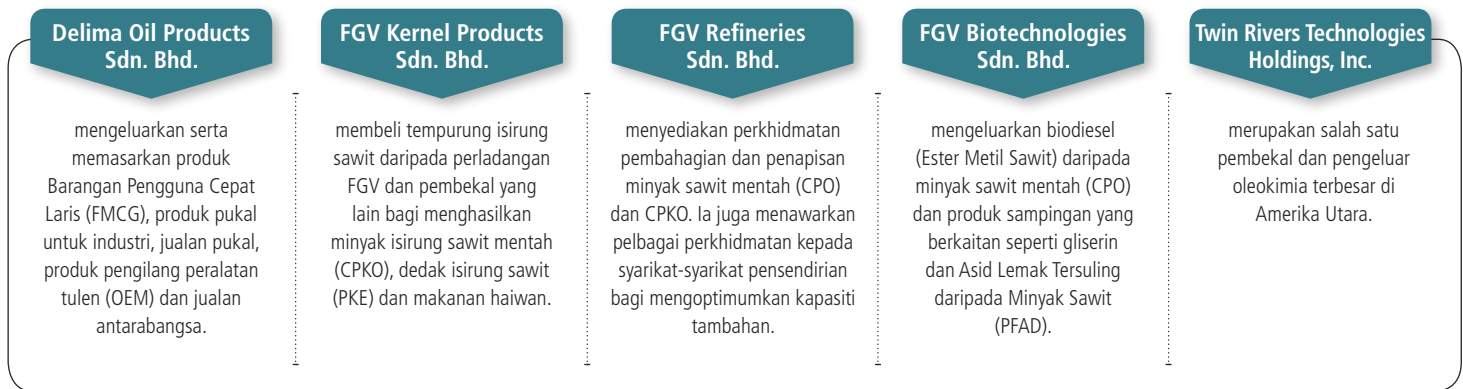 Delima Oil Products
Sdn. Bhd.
mengeluarkan serta
memasarkan produk
Barangan Pengguna Cepat
Laris (FMCG), produk pukal
untuk industri, jualan pukal,
produk pengilang peralatan
tulen (OEM) dan jualan
antarabangsa.
FGV Kernel Products
Sdn. Bhd.
membeli tempurung isirung
sawit daripada perladangan
FGV dan pembekal yang
lain bagi menghasilkan
minyak isirung sawit mentah
(CPKO), dedak isirung sawit
(PKE) dan makanan haiwan.
FGV Refineries
Sdn. Bhd.
menyediakan perkhidmatan
pembahagian dan penapisan
minyak sawit mentah (CPO)
dan CPKO. Ia juga menawarkan
pelbagai perkhidmatan kepada
syarikat-syarikat pensendirian
bagi mengoptimumkan kapasiti
tambahan.
FGV Biotechnologies
Sdn. Bhd.
mengeluarkan biodiesel
(Ester Metil Sawit) daripada
minyak sawit mentah (CPO)
dan produk sampingan yang
berkaitan seperti gliserin
dan Asid Lemak Tersuling
daripada Minyak Sawit
(PFAD).
Twin Rivers Technologies
Holdings, Inc.
merupakan salah satu
pembekal dan pengeluar
oleokimia terbesar di
Amerika Utara.